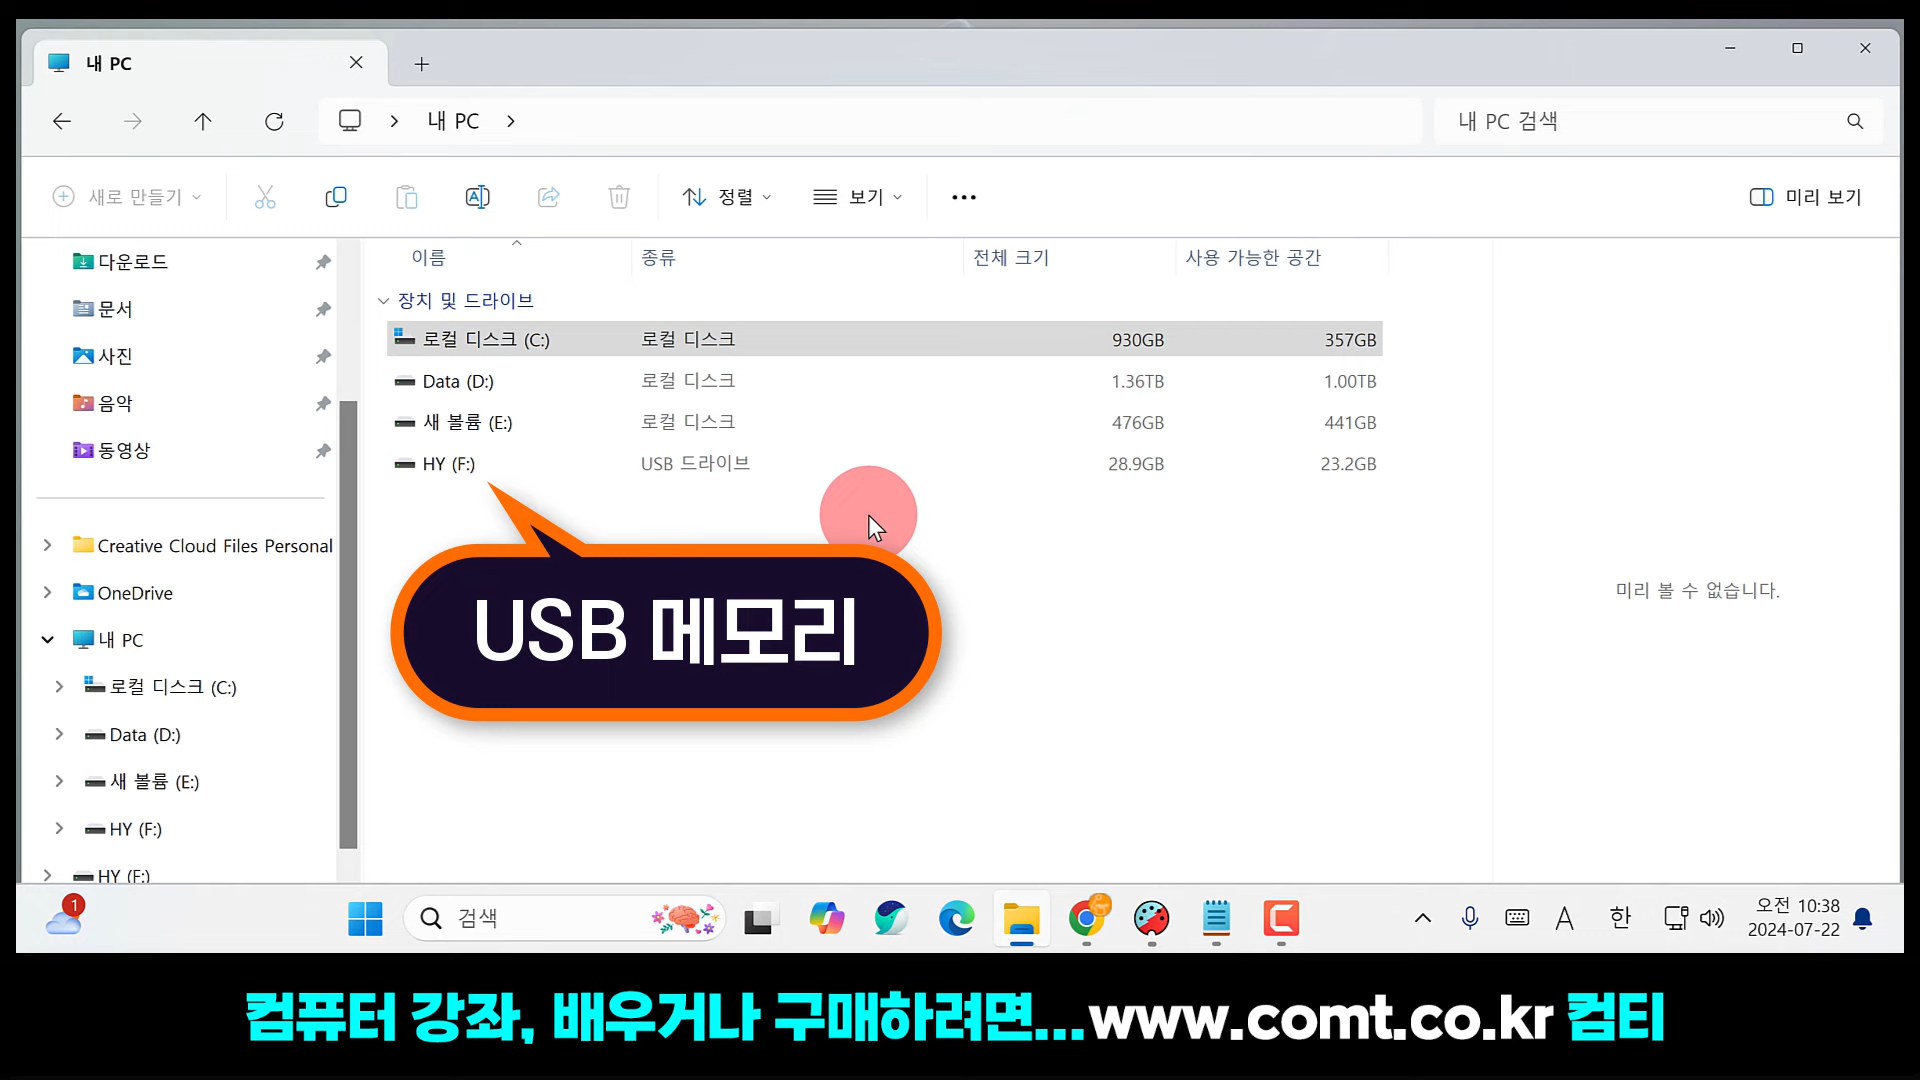 내 PC
내 PC
내 PC 검색
새로 만들기
정렬
보기
미리 보기
다운로드
문서
사진
음악
동영상
Creative Cloud Files Personal
OneDrive
내 PC
로컬 디스크 (C:)
Data (D:)
새 볼륨 (E:)
HY (F:)
HY (F:)
이름 종류 전체 크기 사용 가능한 공간
장치 및 드라이브
로컬 디스크 (C:) 로컬 디스크 930GB 357GB
Data (D:) 로컬 디스크 1.36TB 1.00TB
새 볼륨 (E:) 로컬 디스크 476GB 441GB
HY (F:) USB 드라이브 28.9GB 23.2GB
USB 메모리
미리 볼 수 없습니다.
1
검색
A
한
오전 10:38
2024-07-22
컴퓨터 강좌, 배우거나 구매하려면...www.comt.co.kr 컴티